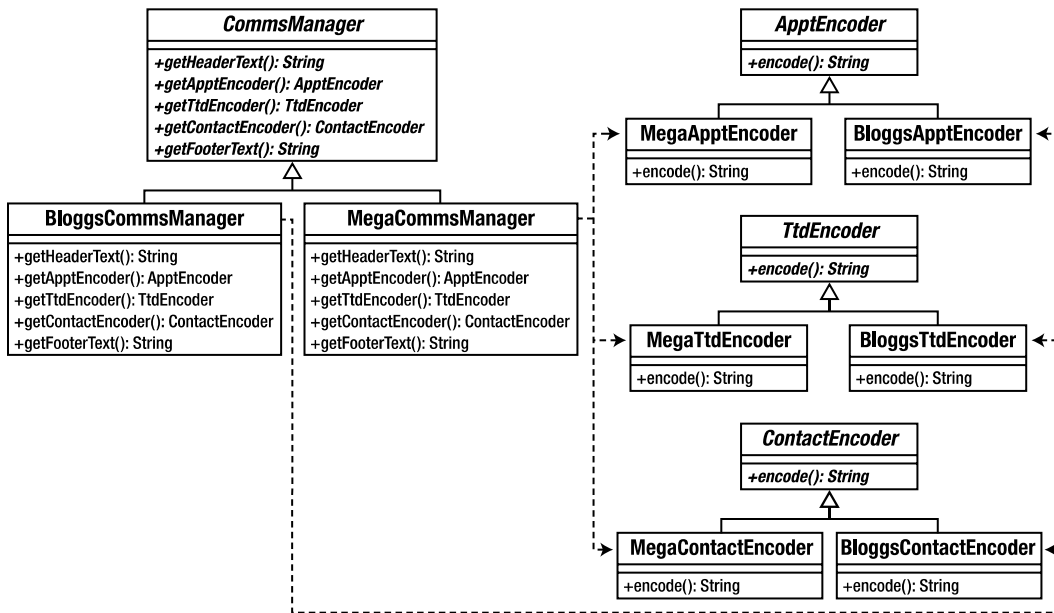 CommsManager
+getHeaderText(): String
+getApptEncoder(): ApptEncoder
+getTtdEncoder(): TtdEncoder
+getContactEncoder(): ContactEncoder
+getFooterText(): String
BloggsCommsManager
+getHeaderText(): String
+getApptEncoder(): ApptEncoder
+getTtdEncoder(): TtdEncoder
+getContactEncoder(): ContactEncoder
+getFooterText(): String
MegaCommsManager
+getHeaderText(): String
+getApptEncoder(): ApptEncoder
+getTtdEncoder(): TtdEncoder
+getContactEncoder(): ContactEncoder
+getFooterText(): String
ApptEncoder
+encode(): String
MegaApptEncoder
+encode(): String
BloggsApptEncoder
+encode(): String
TtdEncoder
+encode(): String
MegaTtdEncoder
+encode(): String
BloggsTtdEncoder
+encode(): String
ContactEncoder
+encode(): String
MegaContactEncoder
+encode(): String
BloggsContactEncoder
+encode(): String